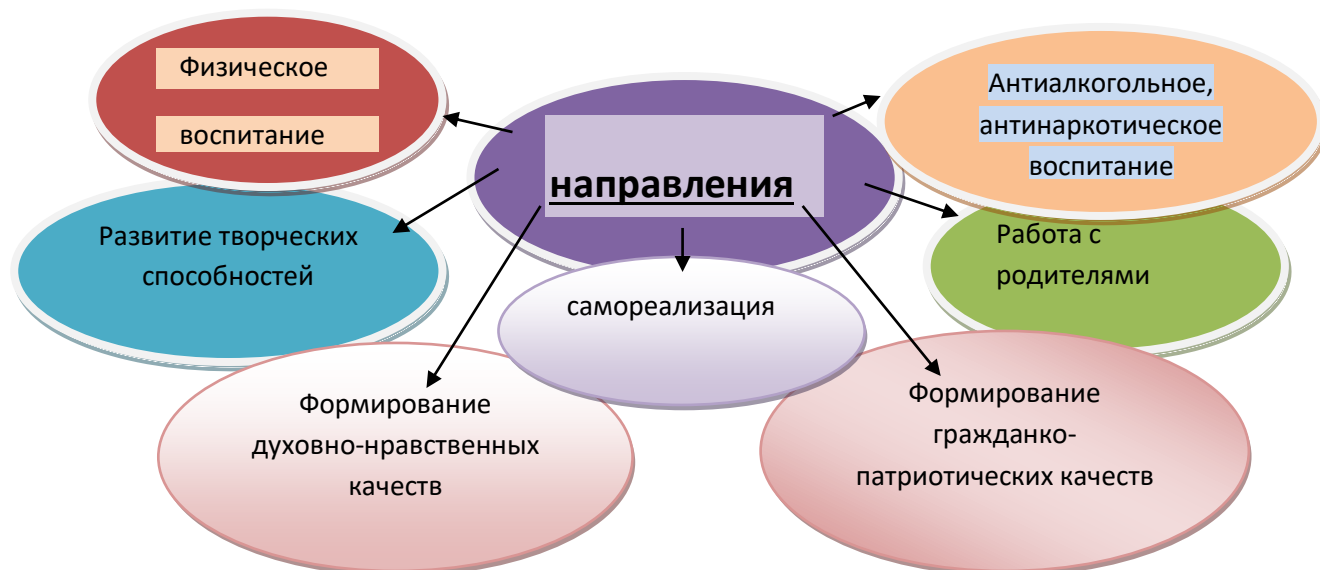 Физическое
воспитание
Антиалкогольное,
антинаркотическое
воспитание
направления
Развитие творческих
способностей
Работа с
родителями
самореализация
Формирование
духовно-нравственных
качеств
Формирование
гражданко-
патриотических качеств